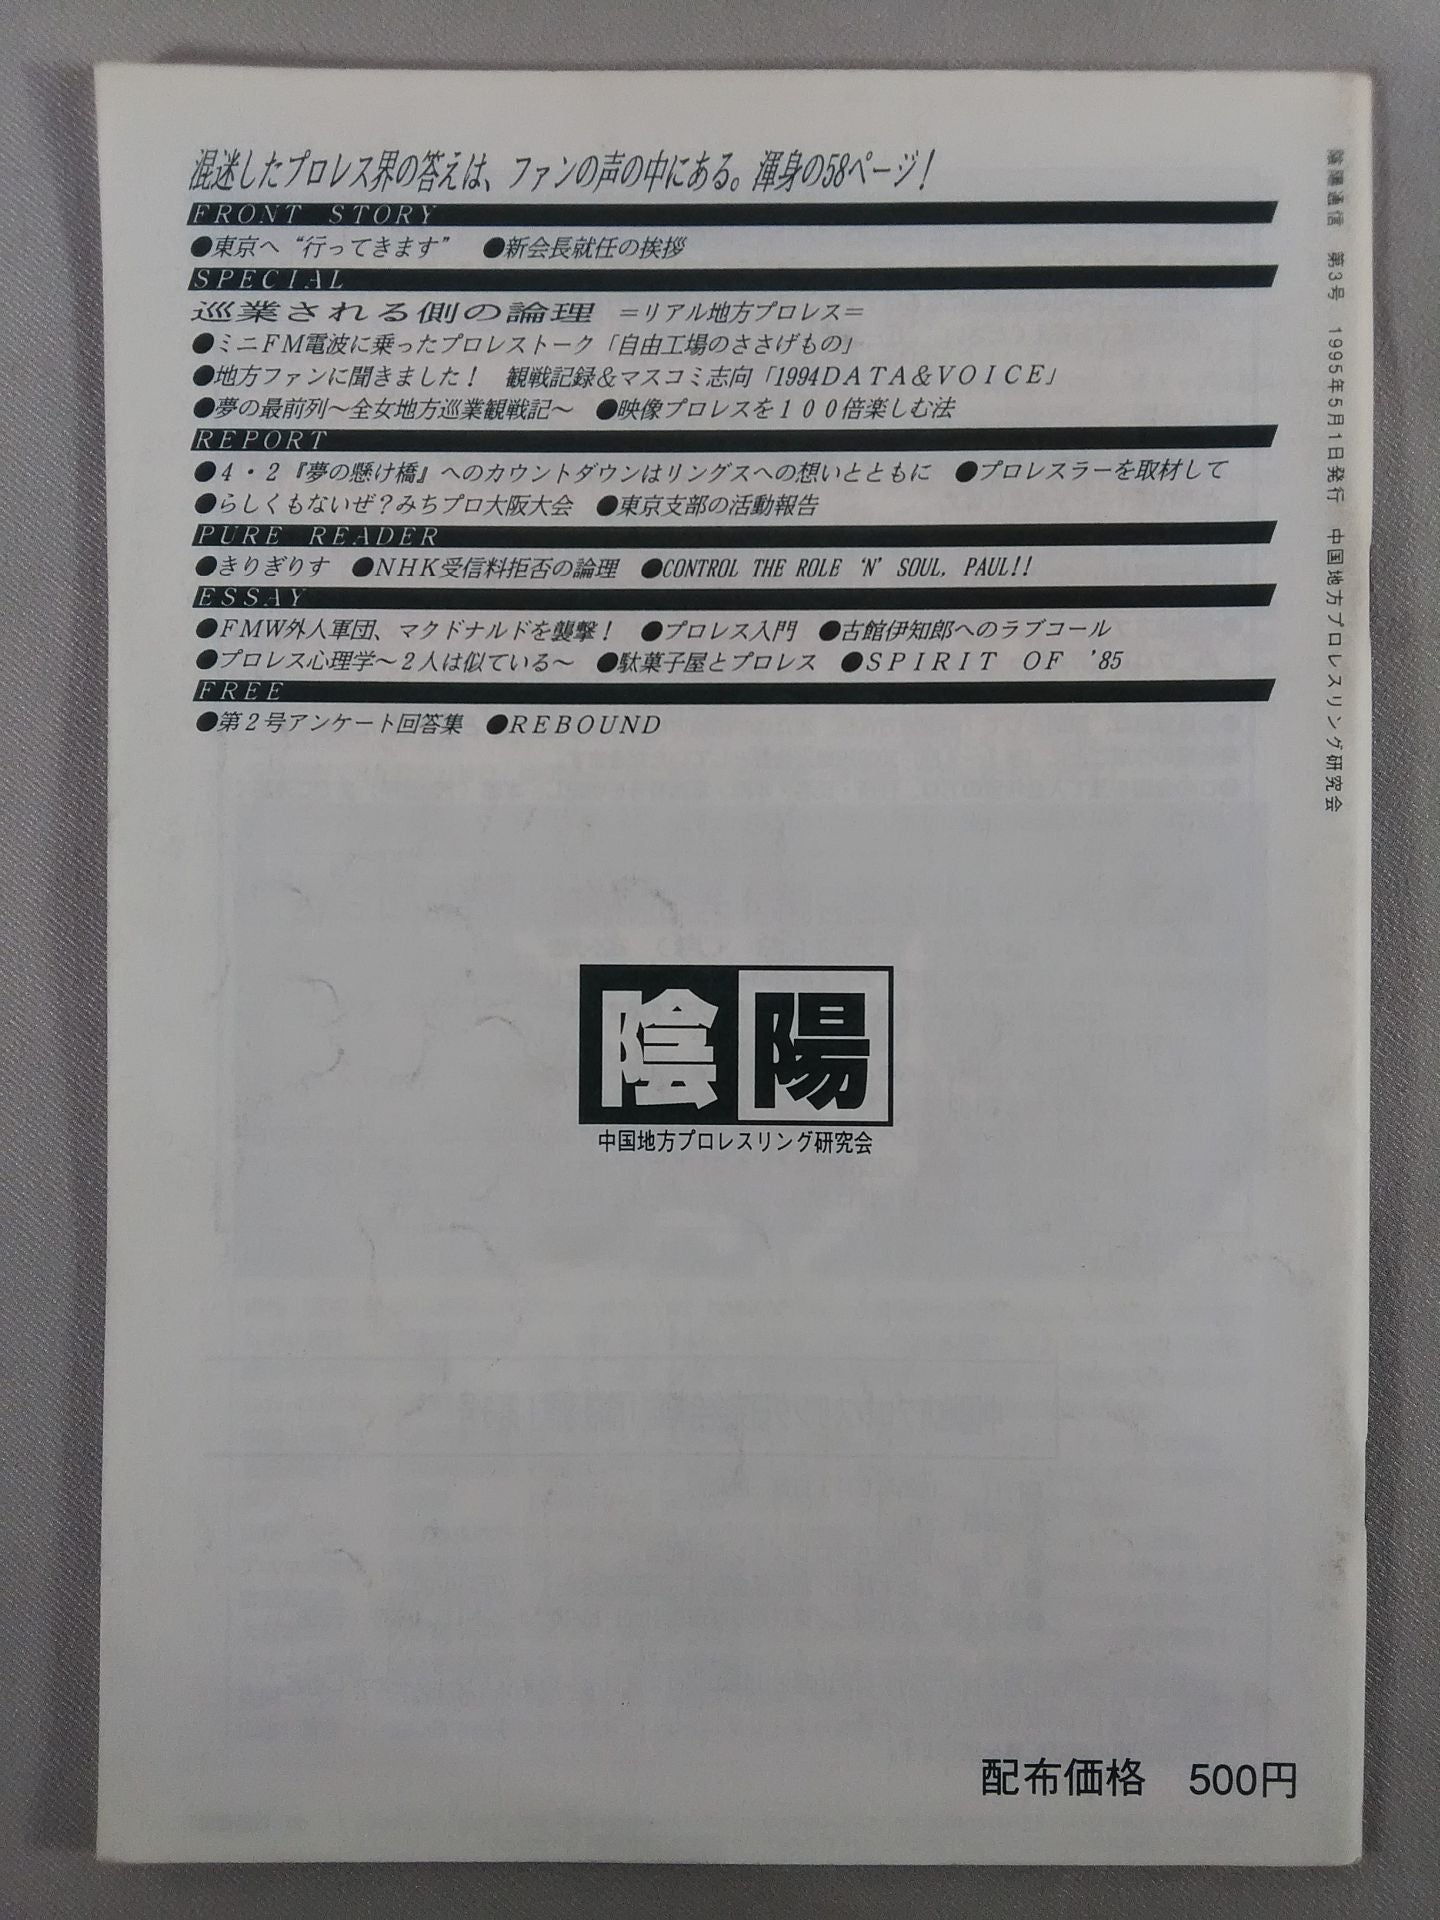 混迷したプロレス界の答えは、ファンの声の中にある。渾身の58ページ！
FRONT STORY
●東京へ“行ってきます” ●新会長就任の挨拶
SPECIAL
巡業される側の論理 ＝リアル地方プロレス＝
●ミニFM電波に乗ったプロレストーク「自由工場のささげもの」
●地方ファンに聞きました！ 観戦記録＆マスコミ志向「1994DATA＆VOICE」
●夢の最前列～全女地方巡業観戦記～ ●映像プロレスを１００倍楽しむ法
REPORT
●４・２『夢の懸け橋』へのカウントダウンはリングスへの想いとともに ●プロレスラーを取材して
●らしくもないぜ？みちプロ大阪大会 ●東京支部の活動報告
PURE READER
●きりぎりす ●NHK受信料拒否の論理 ●CONTROL THE ROLE ‘N’ SOUL, PAUL!!
ESSAY
●FMW外人軍団、マクドナルドを襲撃！ ●プロレス入門 ●古館伊知郎へのラブコール
●プロレス心理学～２人は似ている～ ●駄菓子屋とプロレス ●SPIRIT OF ’85
FREE
●第２号アンケート回答集 ●REBOUND
陰陽通信 第3号 1995年5月1日発行 中国地方プロレスリング研究会
陰陽
中国地方プロレスリング研究会
配布価格 500円